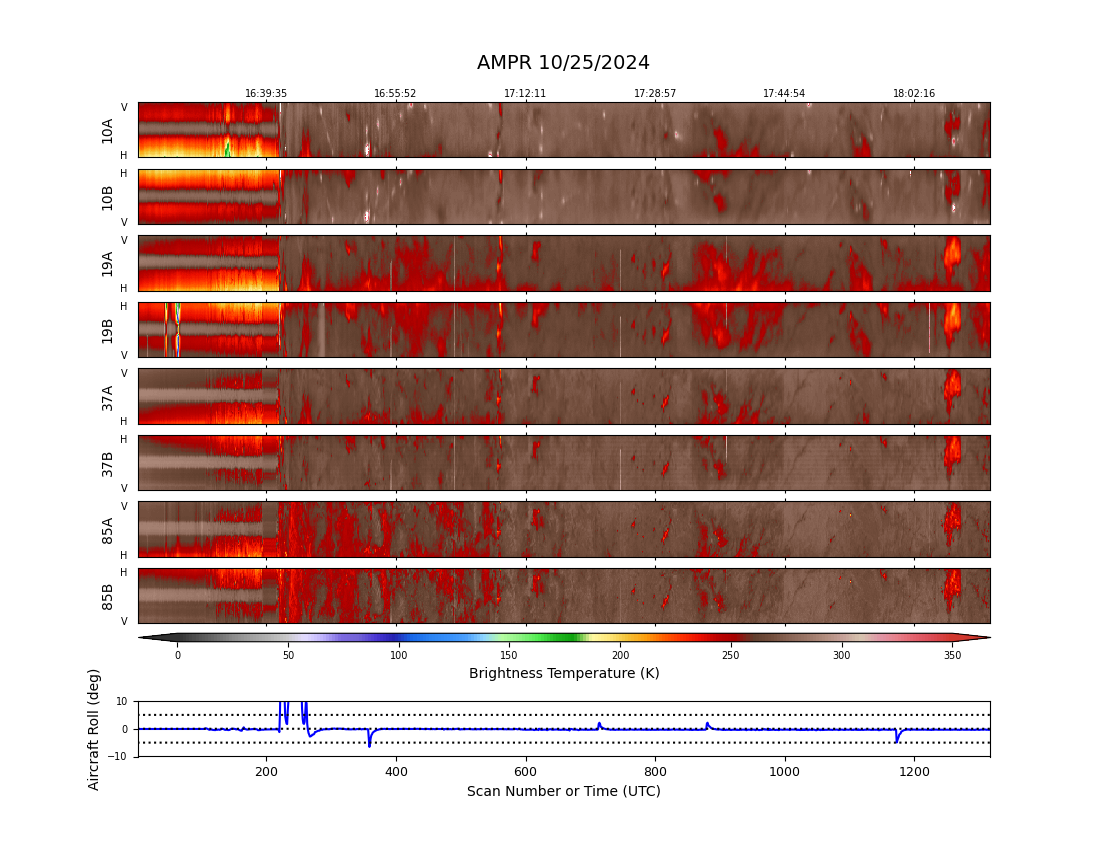 AMPR 10/25/2024
16:39:35 16:55:52 17:12:11 17:28:57 17:44:54 18:02:16
V
10A
H
H
10B
V
V
19A
H
H
19B
V
V
37A
H
H
37B
V
V
85A
H
H
85B
V
0 50 100 150 200 250 300 350
Brightness Temperature (K)
Aircraft Roll (deg)
10
0
−10
200 400 600 800 1000 1200
Scan Number or Time (UTC)